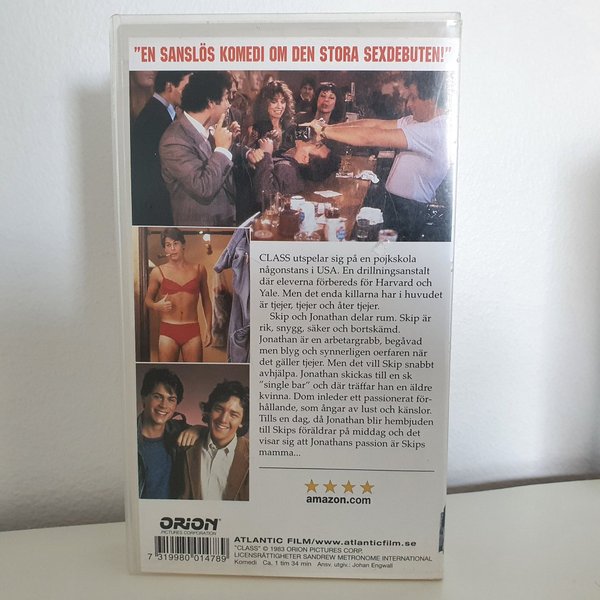 "EN SANSLÖS KOMEDI OM DEN STORA SEXDEBUTEN!"
CLASS utspelar sig på en pojkskola
någonstans i USA. En drillningsanstalt
där eleverna förbereds för Harvard och
Yale. Men det enda killarna har i huvudet
är tjejer, tjejer och åter tjejer.
Skip och Jonathan delar rum. Skip är
rik, snygg, säker och bortskämd.
Jonathan är en arbetargrabb, begåvad
men blyg och synnerligen oerfaren när
det gäller tjejer. Men det vill Skip snabbt
avhjälpa. Jonathan skickas till en sk
"single bar" och där träffar han en äldre
kvinna. Dom inleder ett passionerat för-
hållande, som ångar av lust och känslor.
Tills en dag, då Jonathan blir hembjuden
till Skips föräldrar på middag och det
visar sig att Jonathans passion är Skips
mamma...
amazon.com
ORION
PICTURES CORPORATION
7 319980 014789
ATLANTIC FILM/www.atlanticfilm.se
"CLASS" © 1983 ORION PICTURES CORP.
LICENSRÄTTIGHETER SANDREW METRONOME INTERNATIONAL
Komedi Ca. 1 tim 34 min Ansv. utgiv.: Johan Engwall